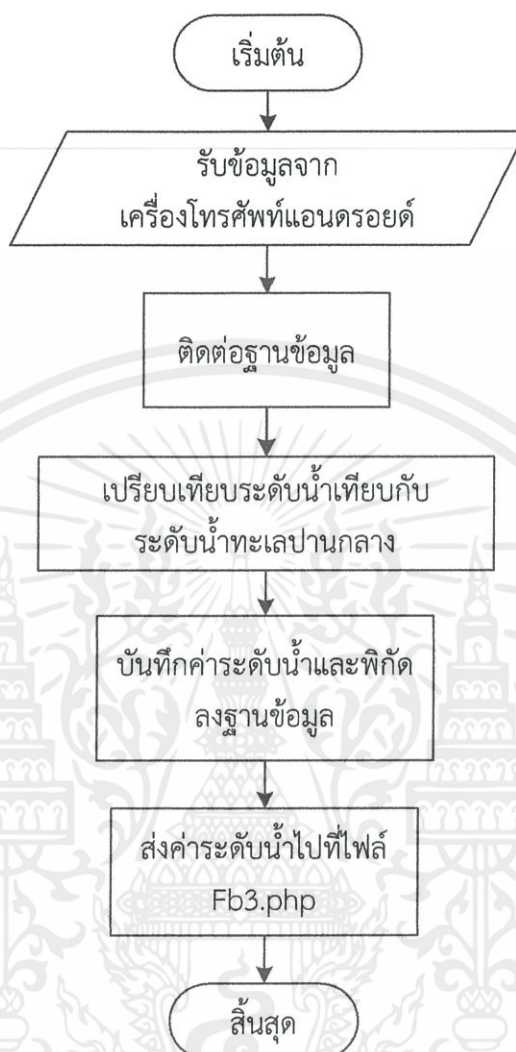 เริ่มต้น
รับข้อมูลจาก
เครื่องโทรศัพท์แอนดรอยด์
ติดต่อฐานข้อมูล
เปรียบเทียบระดับน้ำเทียบกับ
ระดับน้ำทะเลปานกลาง
บันทึกค่าระดับน้ำและพิกัด
ลงฐานข้อมูล
ส่งค่าระดับน้ำไปที่ไฟล์
Fb3.php
สิ้นสุด